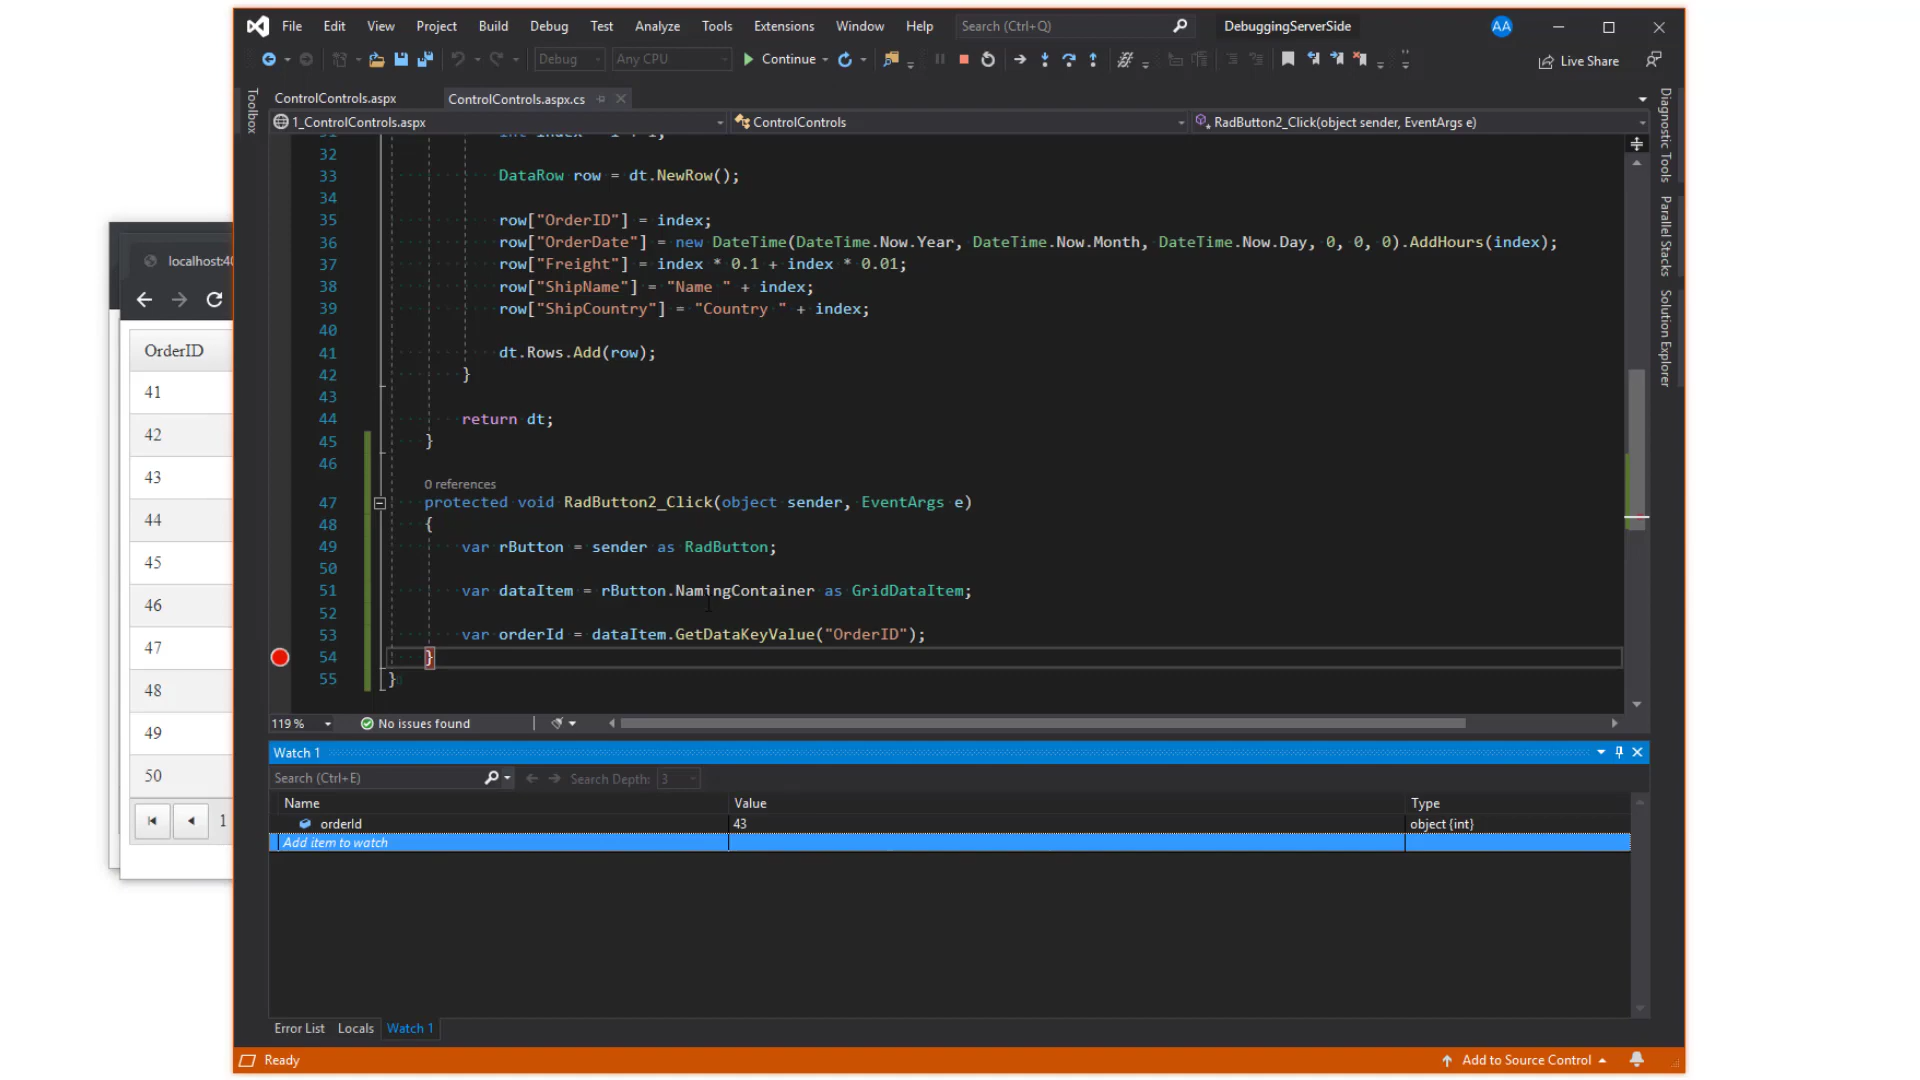 File Edit View Project Build Debug Test Analyze Tools Extensions Window Help Search (Ctrl+Q) DebuggingServerSide AA
Debug Any CPU Continue Live Share
Toolbox
ControlControls.aspx ControlControls.aspx.cs
1_ControlControls.aspx ControlControls RadButton2_Click(object sender, EventArgs e)
32
33 DataRow row = dt.NewRow();
34
35 row["OrderID"] = index;
36 row["OrderDate"] = new DateTime(DateTime.Now.Year, DateTime.Now.Month, DateTime.Now.Day, 0, 0, 0).AddHours(index);
37 row["Freight"] = index * 0.1 + index * 0.01;
38 row["ShipName"] = "Name " + index;
39 row["ShipCountry"] = "Country " + index;
40
41 dt.Rows.Add(row);
42 }
43
44 return dt;
45 }
46
0 references
47 protected void RadButton2_Click(object sender, EventArgs e)
48 {
49 var rButton = sender as RadButton;
50
51 var dataItem = rButton.NamingContainer as GridDataItem;
52
53 var orderId = dataItem.GetDataKeyValue("OrderID");
54 }
55 }
119 % No issues found
Watch 1
Search (Ctrl+E) Search Depth: 3
Name Value Type
orderId 43 object {int}
Add item to watch
Error List Locals Watch 1
Ready Add to Source Control
Diagnostic Tools
Parallel Stacks
Solution Explorer
localhost:40
OrderID
41
42
43
44
45
46
47
48
49
50
1